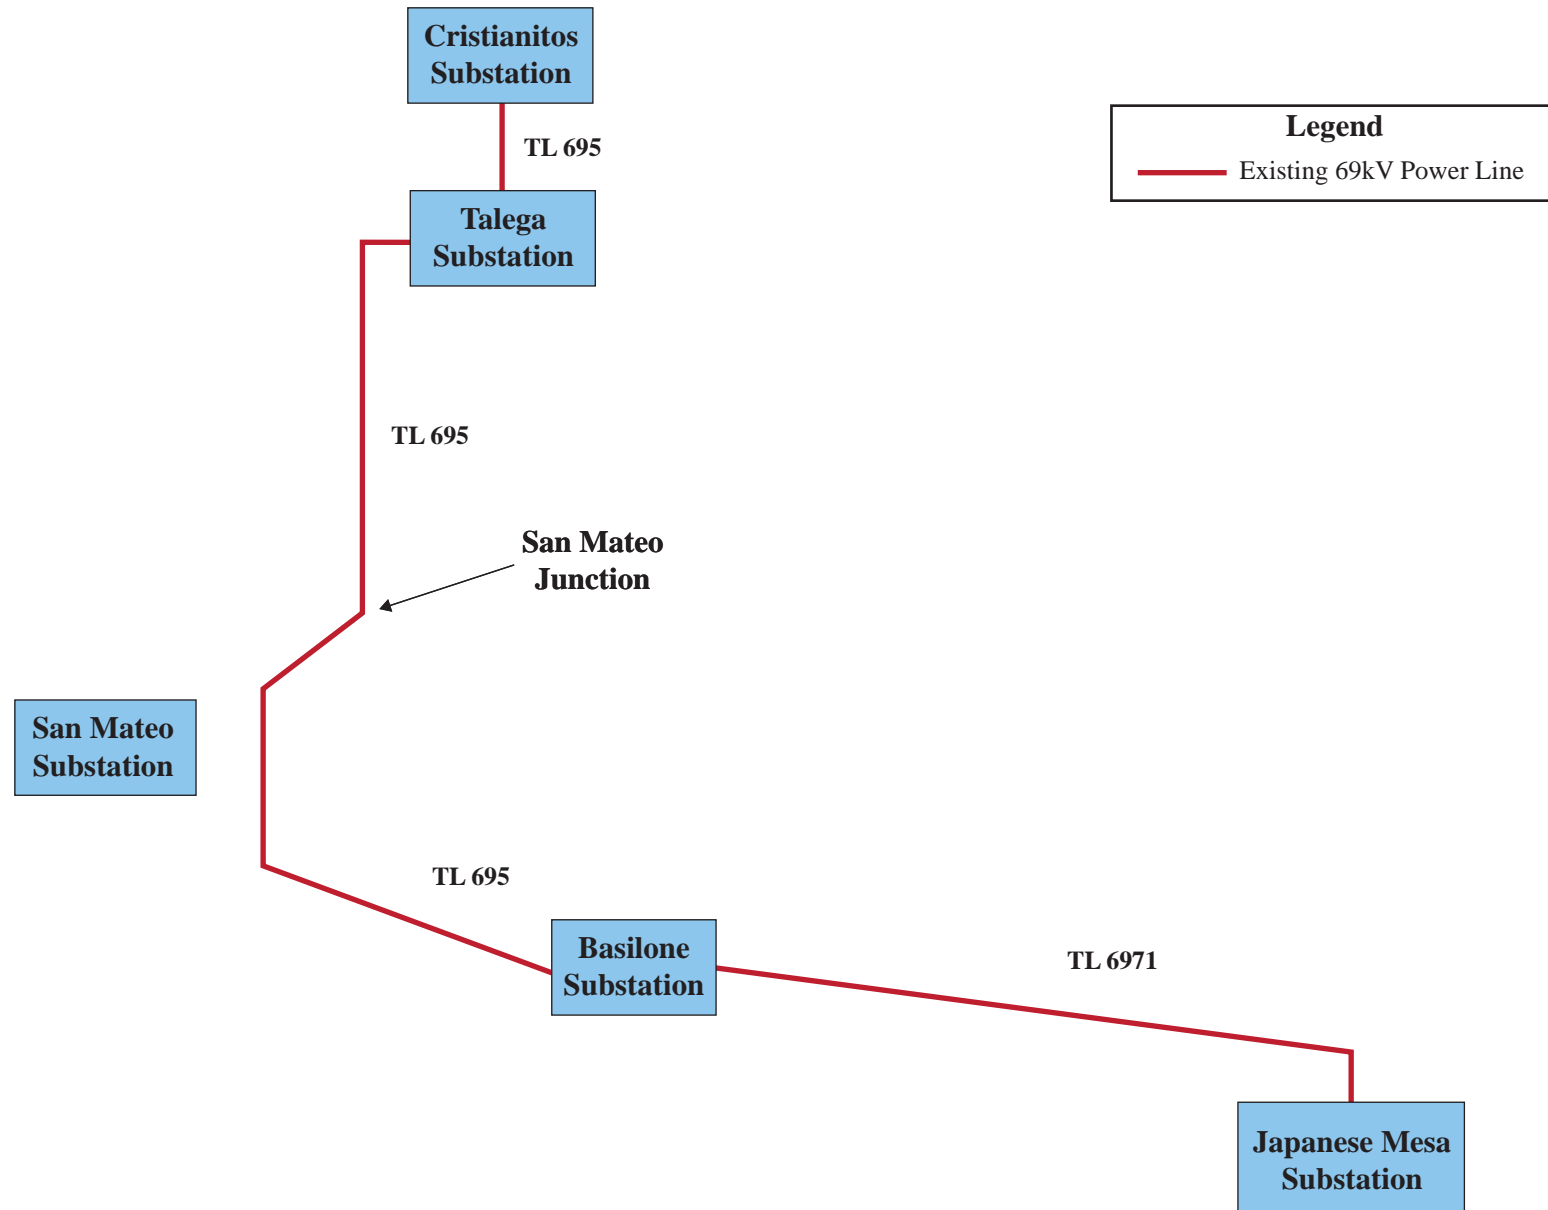 Cristianitos
Substation
TL 695
Legend
Existing 69kV Power Line
Talega
Substation
TL 695
San Mateo
Junction
San Mateo
Substation
TL 695
Basilone
Substation
TL 6971
Japanese Mesa
Substation